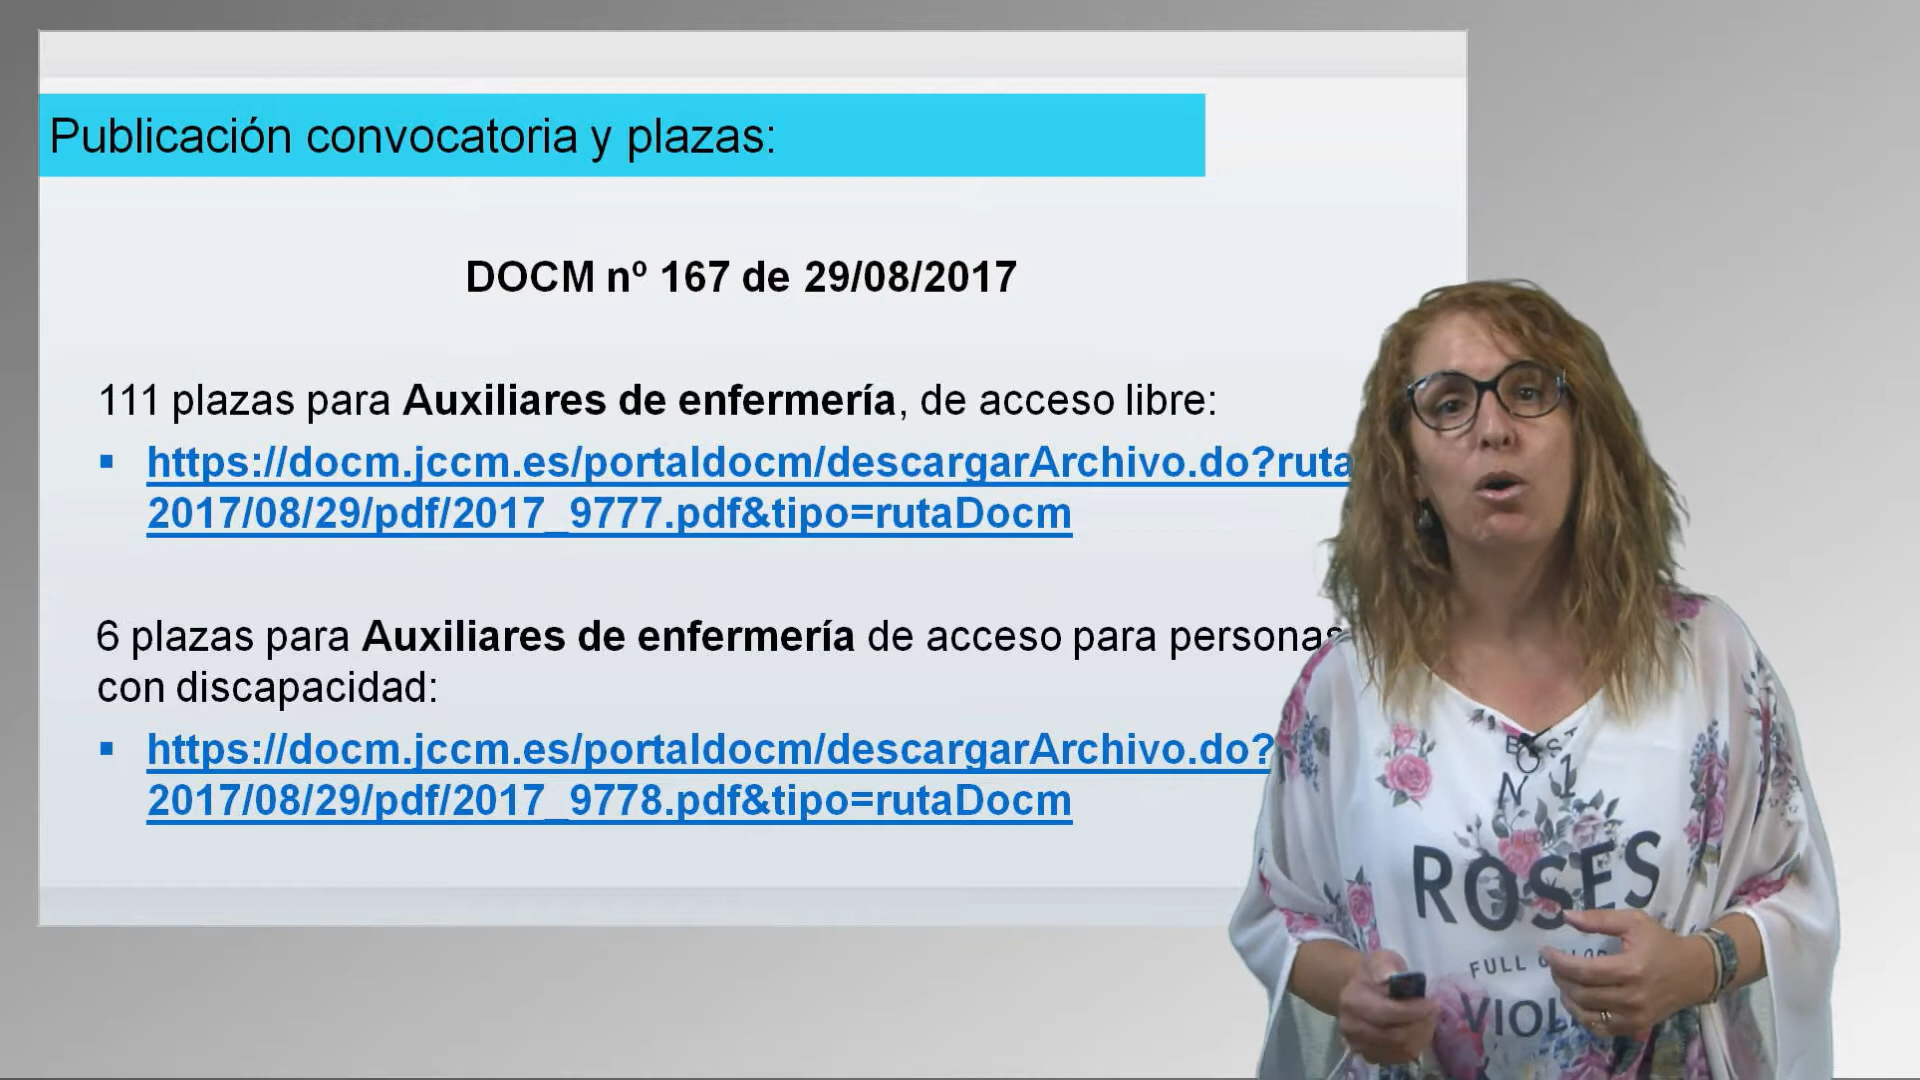 Publicación convocatoria y plazas:
DOCM nº 167 de 29/08/2017
111 plazas para Auxiliares de enfermería, de acceso libre:
▪ https://docm.jccm.es/portaldocm/descargarArchivo.do?ruta
2017/08/29/pdf/2017_9777.pdf&tipo=rutaDocm
6 plazas para Auxiliares de enfermería de acceso para personas
con discapacidad:
▪ https://docm.jccm.es/portaldocm/descargarArchivo.do?
2017/08/29/pdf/2017_9778.pdf&tipo=rutaDocm
BEST
Nº1
ROSES
FULL